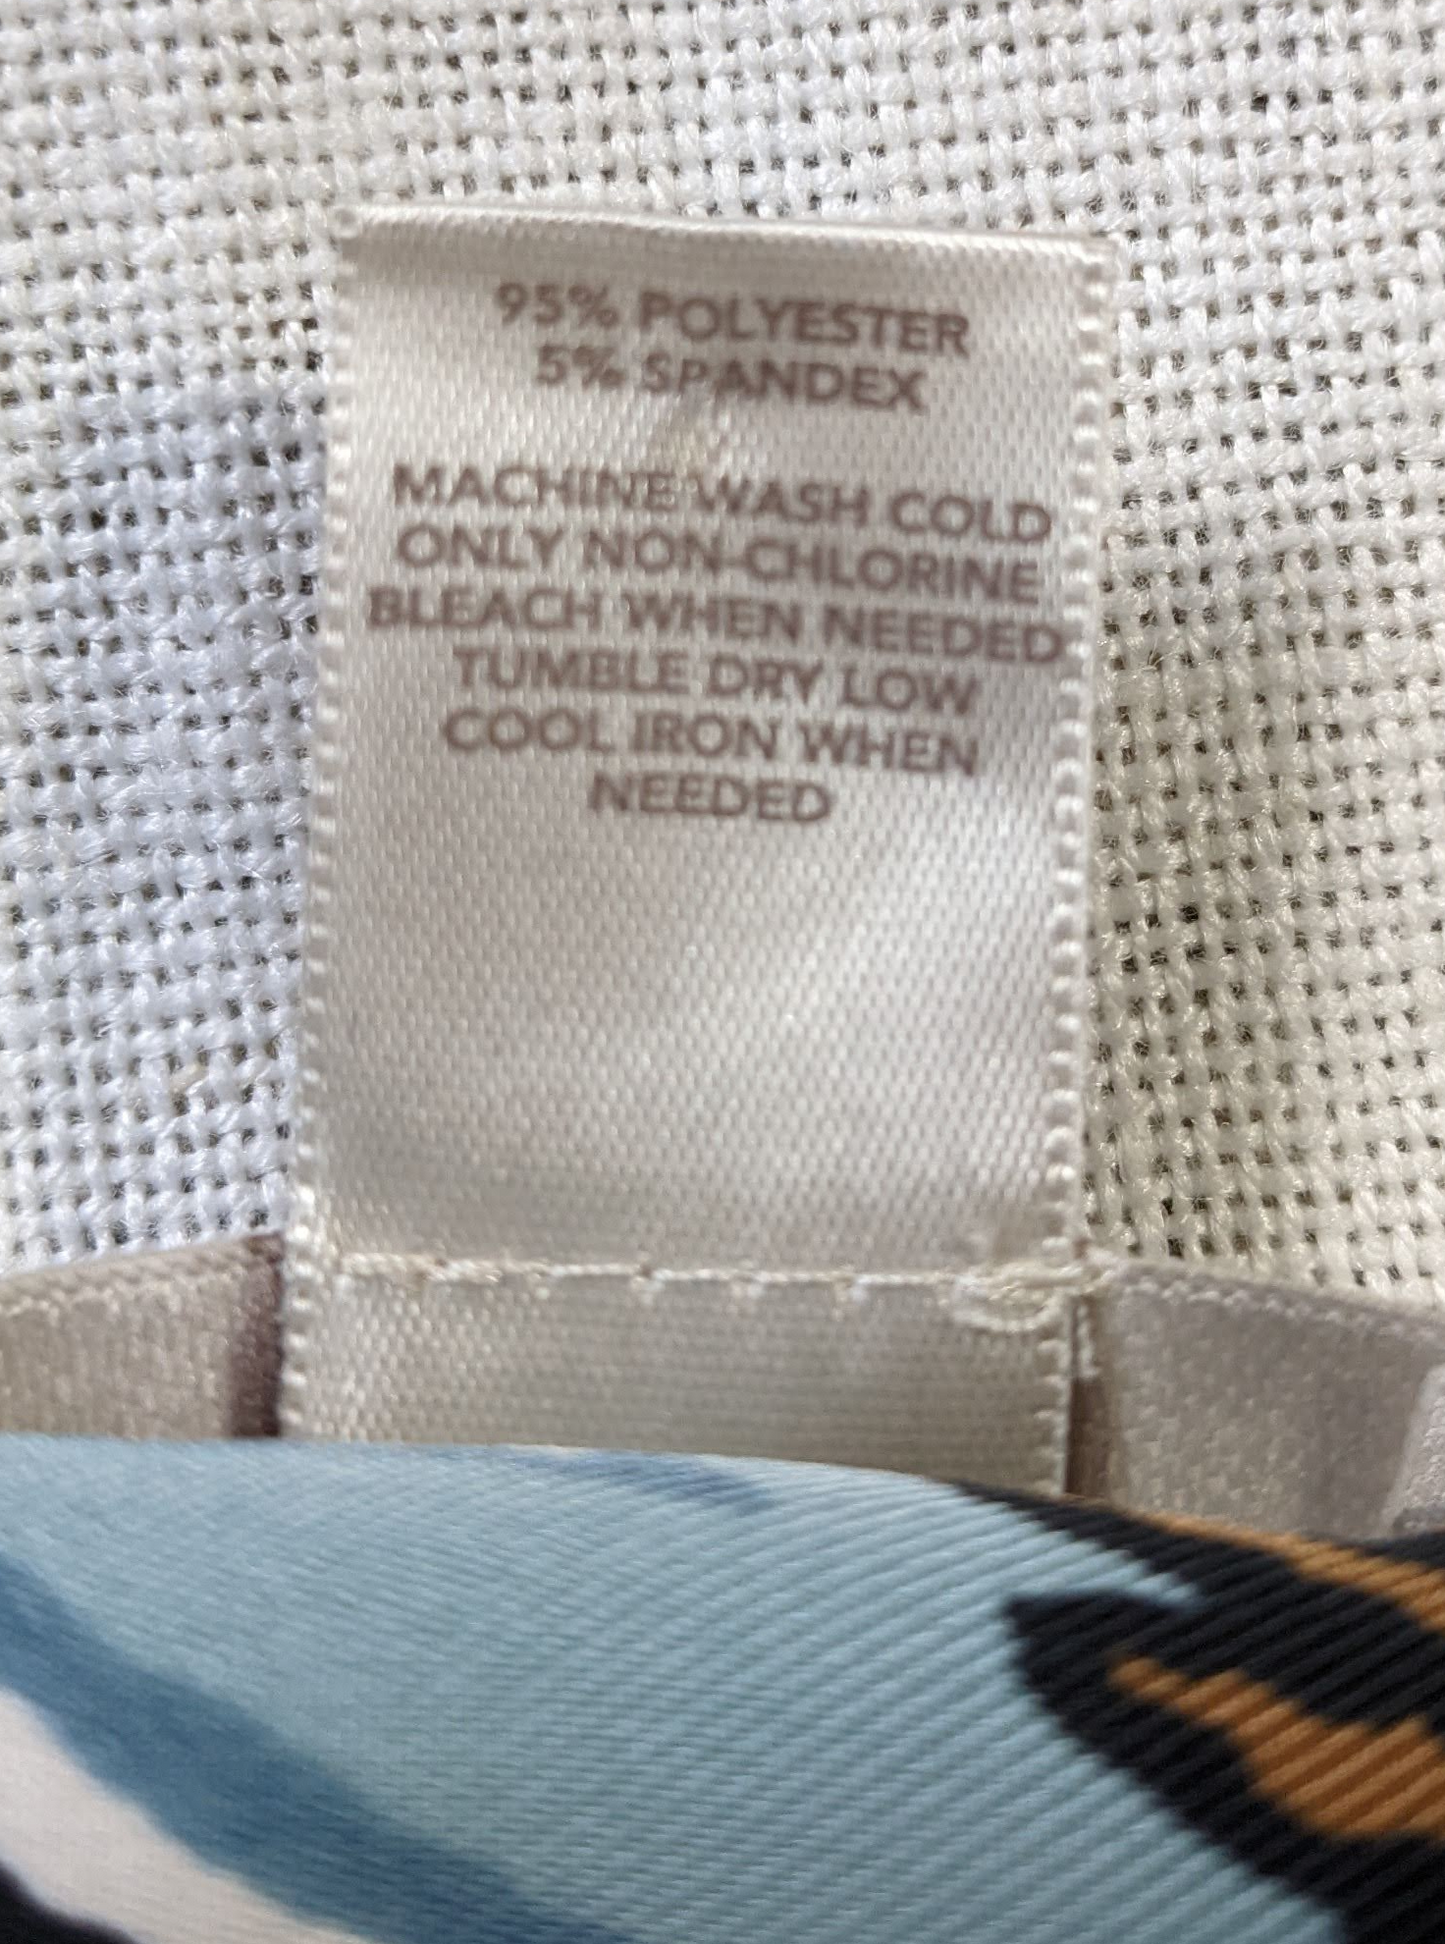 95% POLYESTER
5% SPANDEX
MACHINE WASH COLD
ONLY NON-CHLORINE
BLEACH WHEN NEEDED
TUMBLE DRY LOW
COOL IRON WHEN
NEEDED